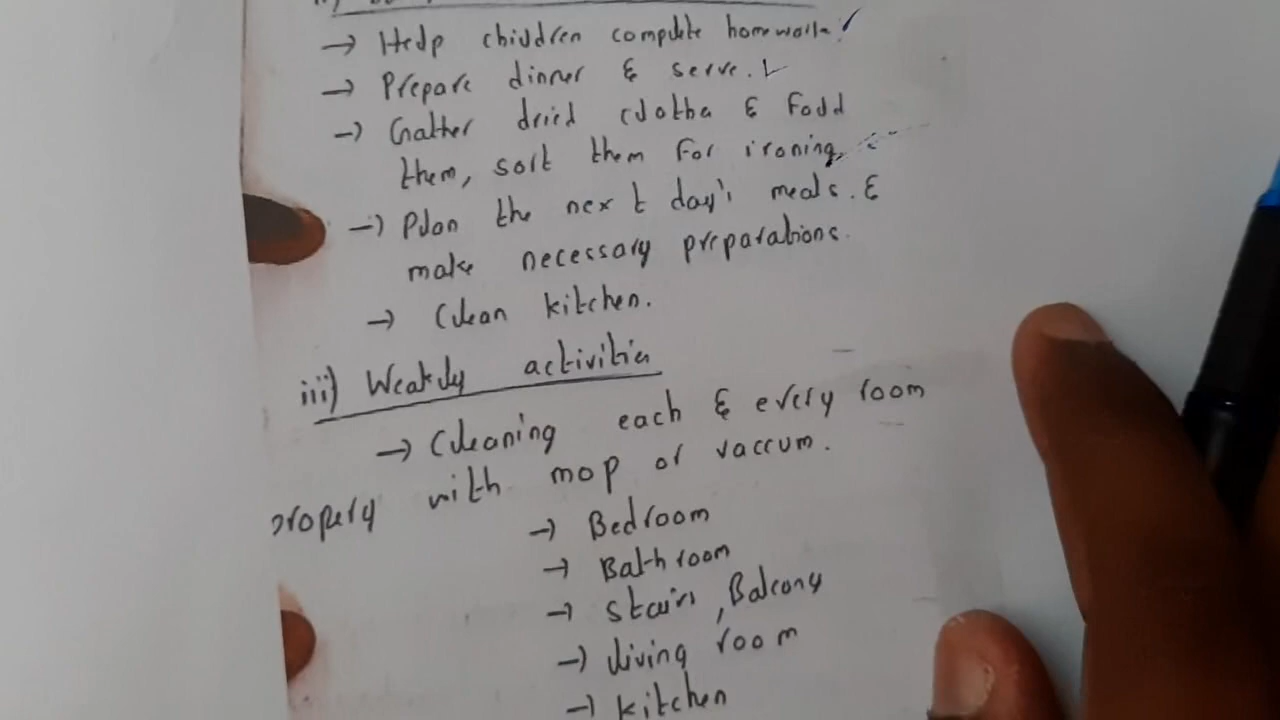 → Help children complete homework.
→ Prepare dinner & serve.
→ Gather dried clothes & Fold
them, sort them For ironing
→ Plan the next day's meals. &
make necessary preparations.
→ Clean kitchen.
iii) Weakly activities
→ Cleaning each & every room
propery with mop or vaccum.
→ Bedroom
→ Bathroom
→ Stairs, Balcony
→ living room
→ kitchen